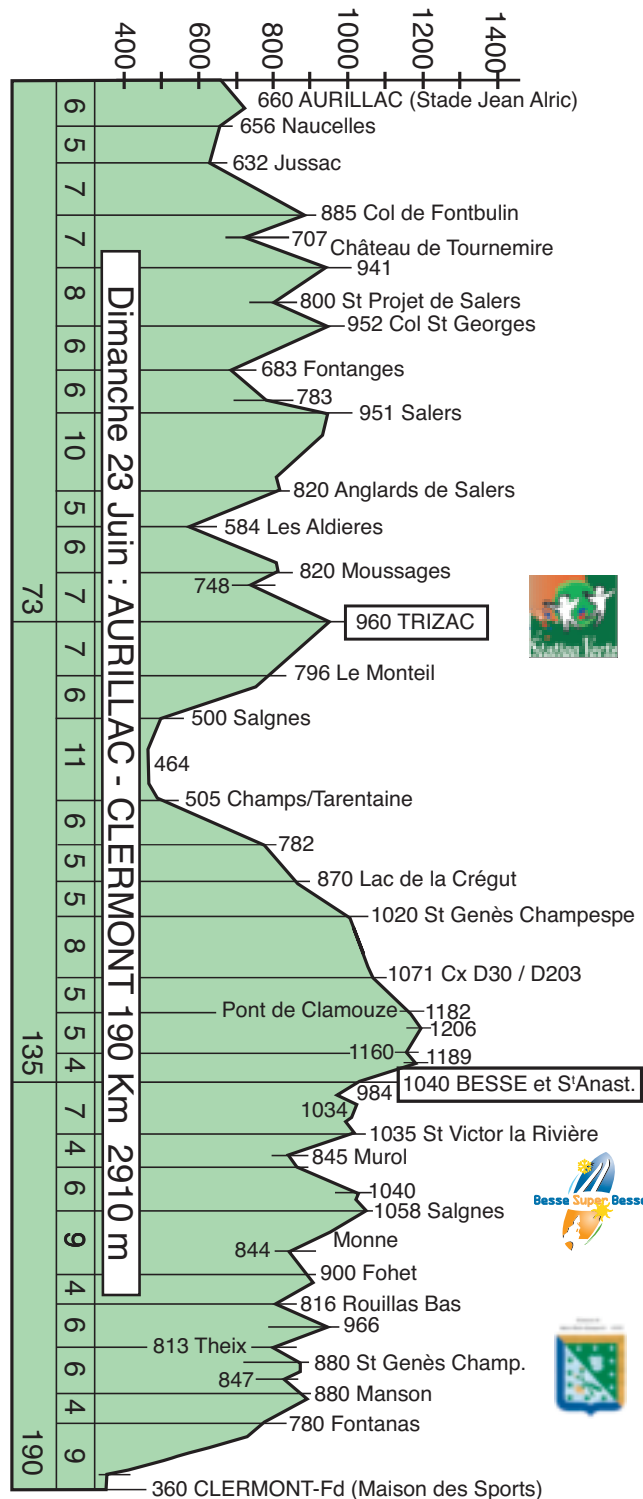 400 600 800 1000 1200 1400
660 AURILLAC (Stade Jean Alric)
6
656 Naucelles
5
632 Jussac
7
885 Col de Fontbulin
7
707
Château de Tournemire
941
8
800 St Projet de Salers
952 Col St Georges
6
683 Fontanges
6
783
951 Salers
10
820 Anglards de Salers
5
584 Les Aldieres
6
820 Moussages
7
748
73
960 TRIZAC
7
796 Le Monteil
6
500 Salgnes
11
464
505 Champs/Tarentaine
6
782
5
870 Lac de la Crégut
5
1020 St Genès Champespe
8
1071 Cx D30 / D203
5
Pont de Clamouze 1182
5
1206
1160
4
1189
135
1040 BESSE et StAnast.
984
7
1034
1035 St Victor la Rivière
4
845 Murol
6
1040
1058 Salgnes
9
Monne
844
900 Fohet
4
816 Rouillas Bas
6
966
813 Theix
6
880 St Genès Champ.
847
880 Manson
4
780 Fontanas
9
190
360 CLERMONT-Fd (Maison des Sports)
Dimanche 23 Juin : AURILLAC - CLERMONT 190 Km 2910 m
Besse Super Besse